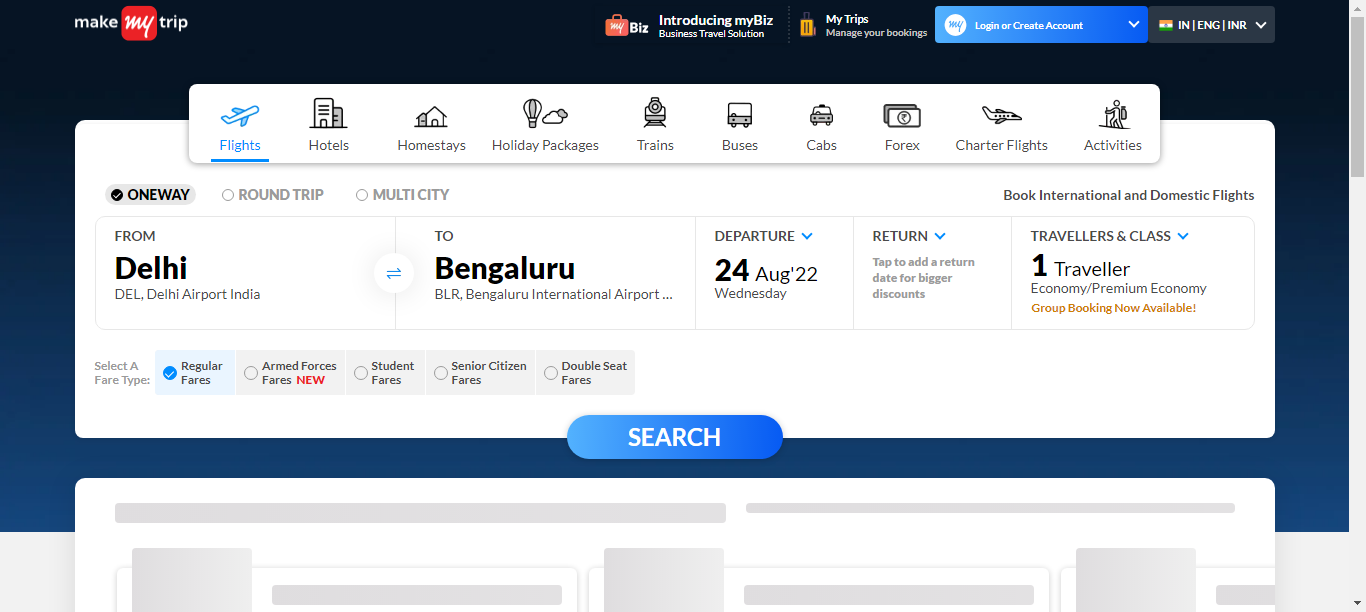 make my trip
my Biz
Introducing myBiz
Business Travel Solution
My Trips
Manage your bookings
my
Login or Create Account
IN | ENG | INR
Flights
Hotels
Homestays
Holiday Packages
Trains
Buses
Cabs
₹
Forex
Charter Flights
Activities
ONEWAY
ROUND TRIP
MULTI CITY
Book International and Domestic Flights
FROM
Delhi
DEL, Delhi Airport India
TO
Bengaluru
BLR, Bengaluru International Airport ...
DEPARTURE
24 Aug'22
Wednesday
RETURN
Tap to add a return
date for bigger
discounts
TRAVELLERS & CLASS
1 Traveller
Economy/Premium Economy
Group Booking Now Available!
Select A
Fare Type:
Regular
Fares
Armed Forces
Fares NEW
Student
Fares
Senior Citizen
Fares
Double Seat
Fares
SEARCH